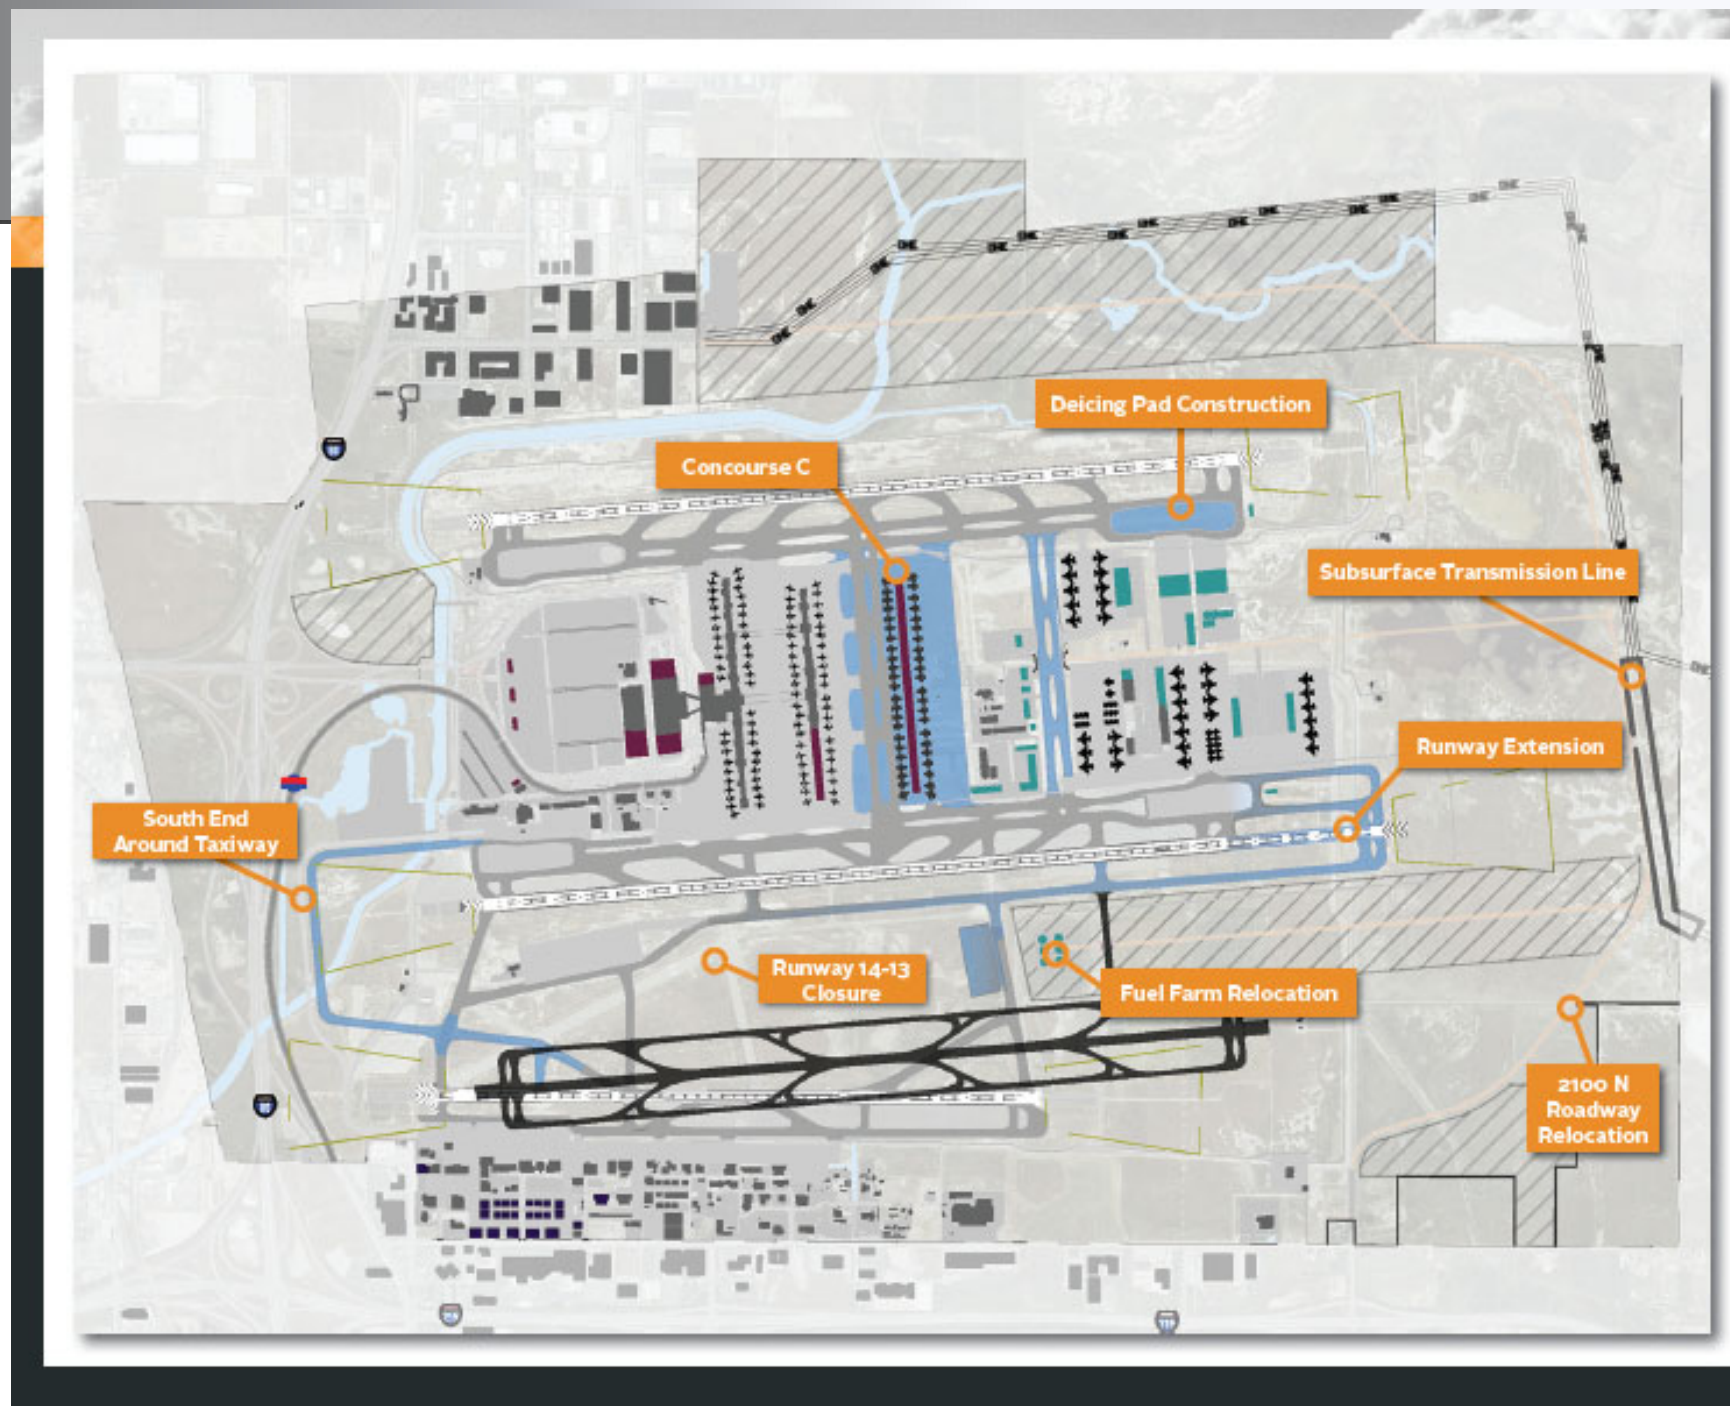 Deicing Pad Construction
Concourse C
Subsurface Transmission Line
Runway Extension
South End
Around Taxiway
Runway 14-13
Closure
Fuel Farm Relocation
2100 N
Roadway
Relocation